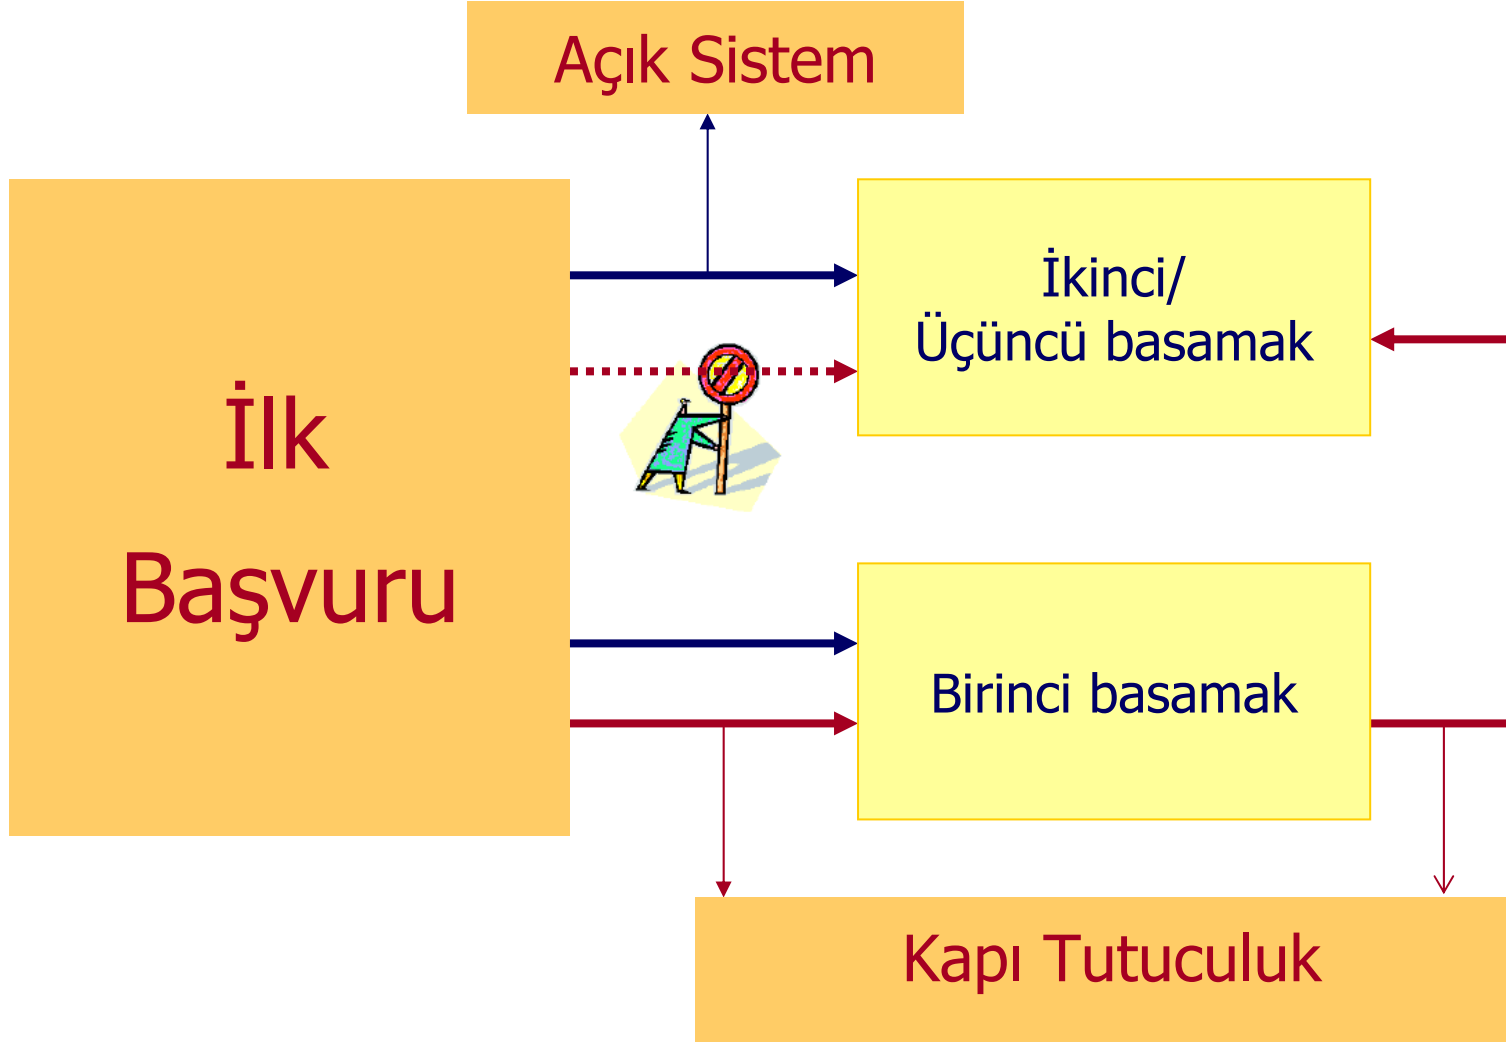 Açık Sistem
İlk
Başvuru
İkinci/
Üçüncü basamak
Birinci basamak
Kapı Tutuculuk